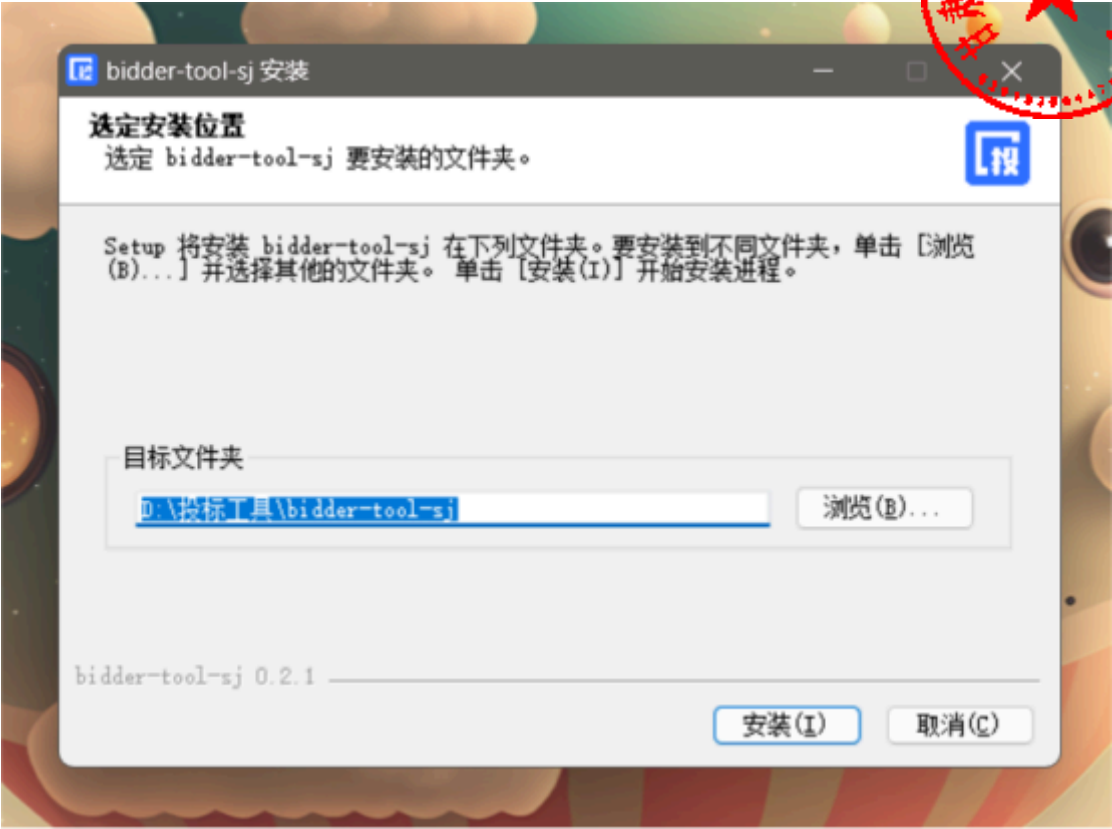 bidder-tool-sj 安装
选定安装位置
选定 bidder-tool-sj 要安装的文件夹。
投
Setup 将安装 bidder-tool-sj 在下列文件夹。要安装到不同文件夹，单击 [浏览
(B)...] 并选择其他的文件夹。 单击 [安装(I)] 开始安装进程。
目标文件夹
D:\投标工具\bidder-tool-sj
浏览(B)...
bidder-tool-sj 0.2.1
安装(I)
取消(C)